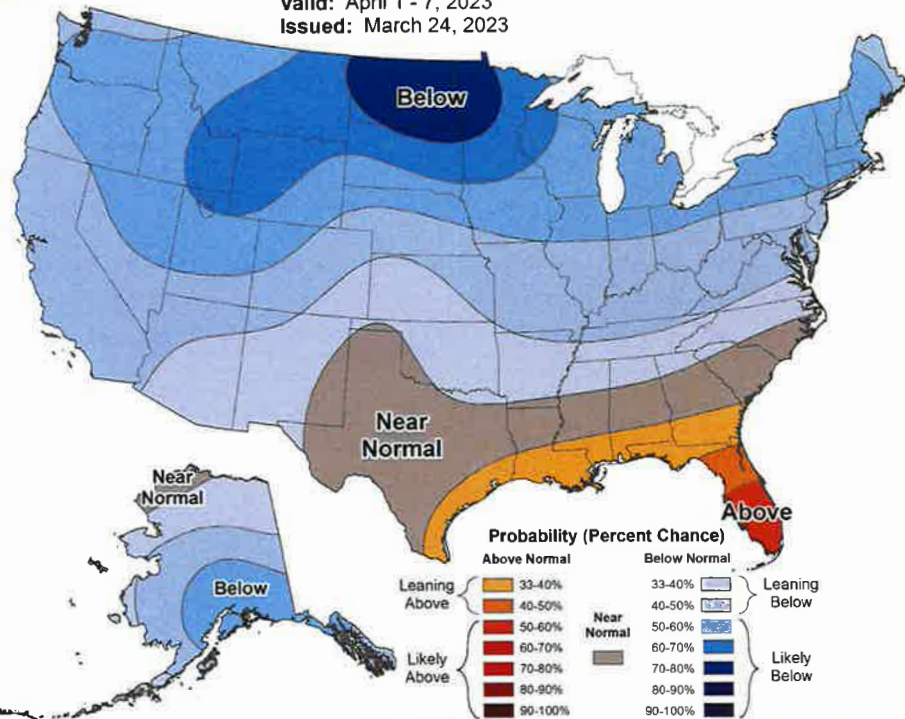 Valid: April 1 - 7, 2023
Issued: March 24, 2023
Below
Near
Normal
Near
Normal
Below
Above
Probability (Percent Chance)
Above Normal
Below Normal
Leaning
Above
33-40%
40-50%
Likely
Above
50-60%
60-70%
70-80%
80-90%
90-100%
Near
Normal
33-40%
40-50%
Leaning
Below
50-60%
60-70%
70-80%
80-90%
90-100%
Likely
Below